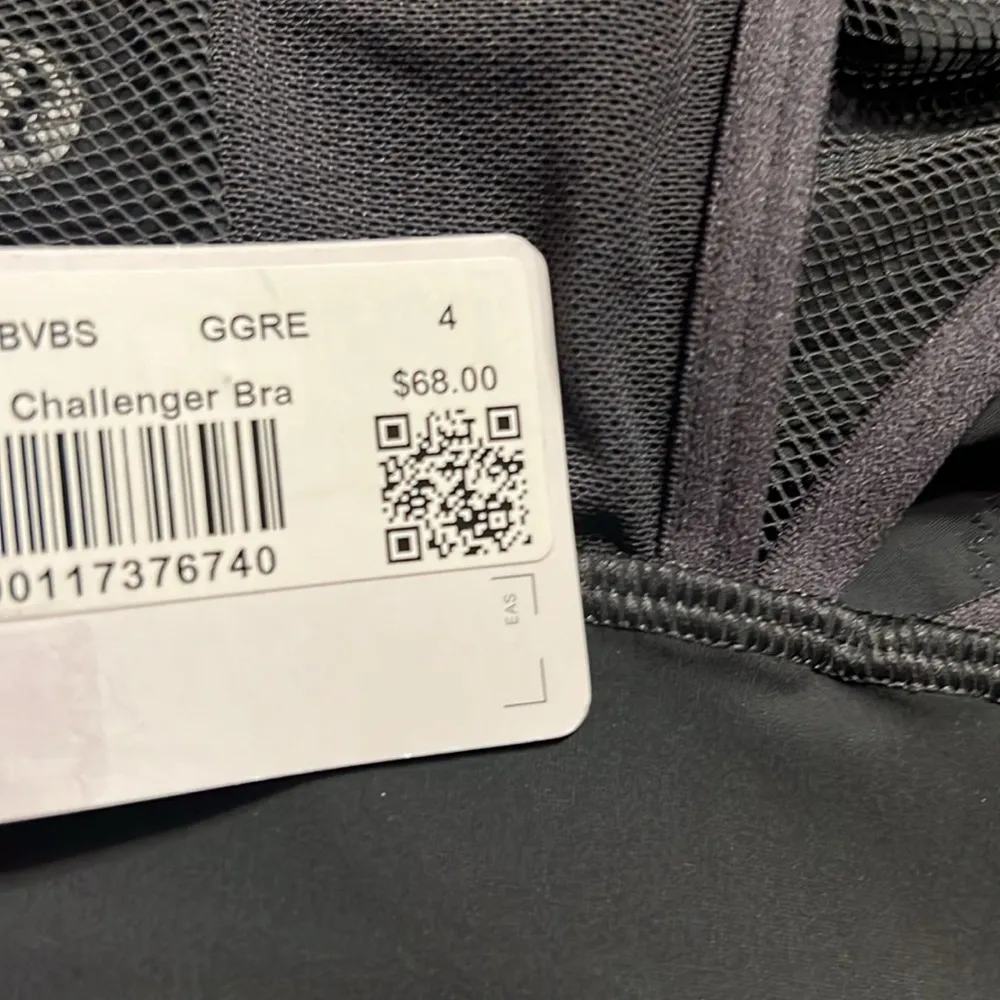 BVBS GGRE 4
Challenger Bra $68.00
00117376740
EAS